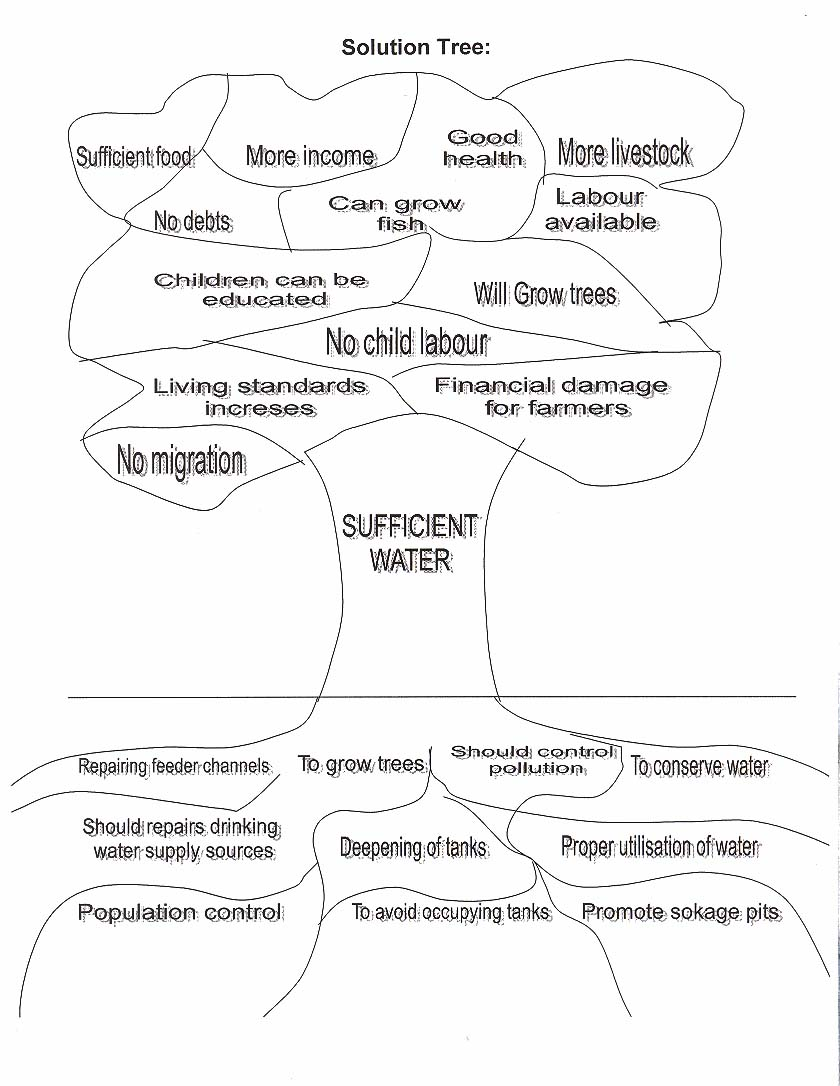 Solution Tree:
Sufficient food
More income
Good
health
More livestock
No debts
Can grow
fish
Labour
available
Children can be
educated
Will Grow trees
No child labour
Living standards
increses
Financial damage
for farmers
No migration
SUFFICIENT
WATER
Repairing feeder channels
To grow trees
Should control
pollution
To conserve water
Should repairs drinking
water supply sources
Deepening of tanks
Proper utilisation of water
Population control
To avoid occupying tanks
Promote sokage pits